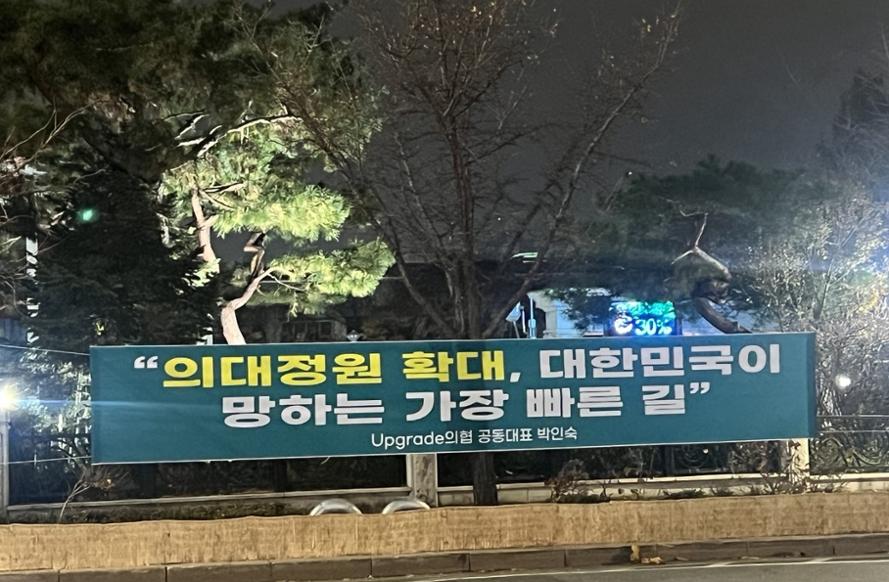 “의대정원 확대, 대한민국이
망하는 가장 빠른 길”
Upgrade의협 공동대표 박인숙
30%